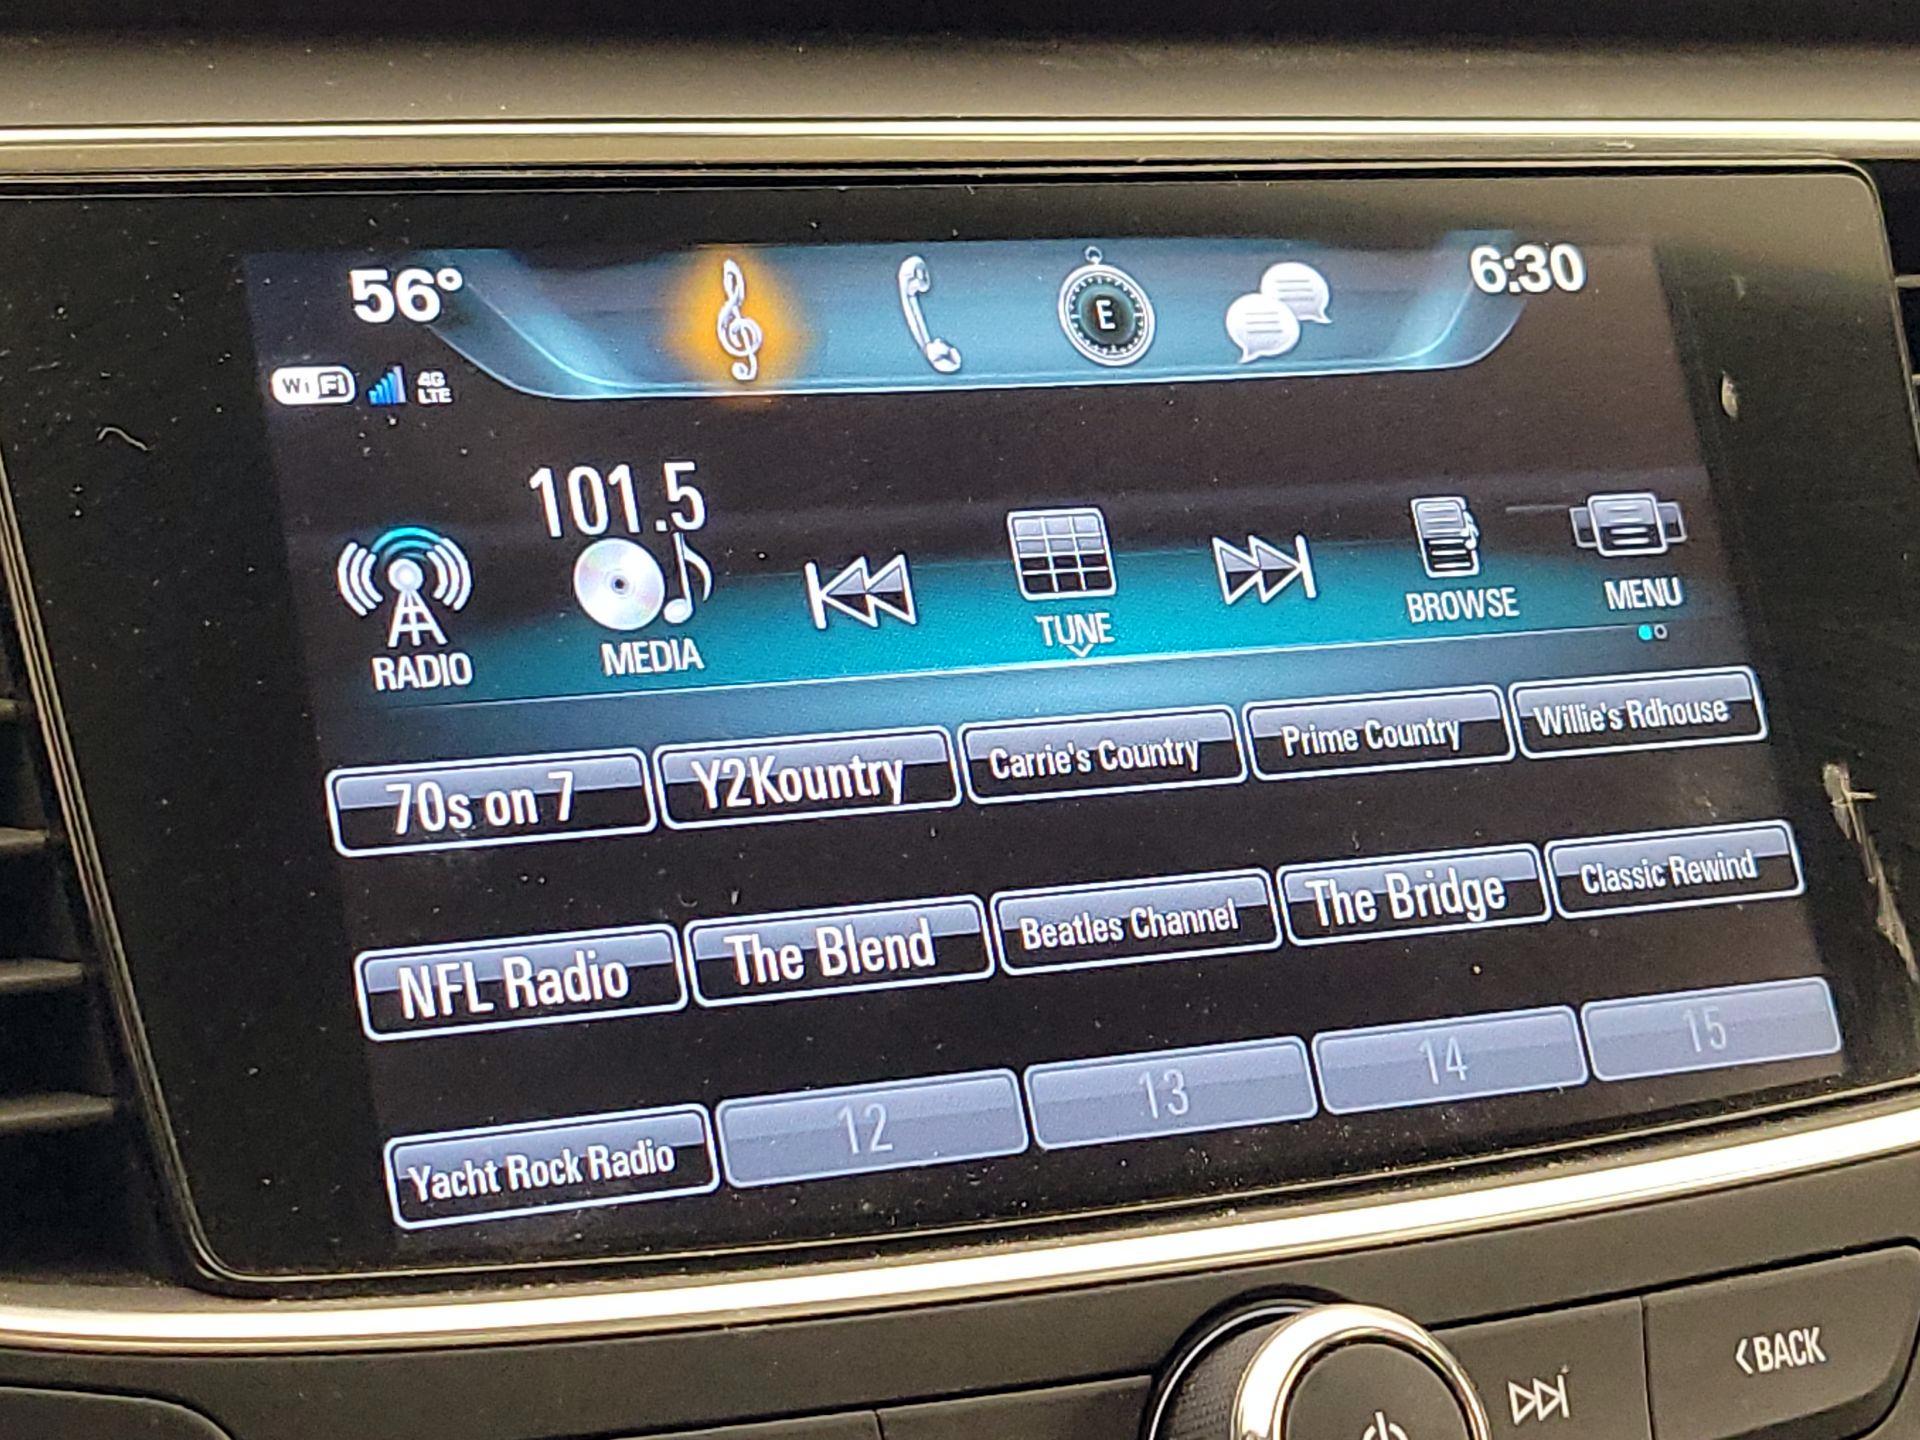 56° E 6:30
WiFi 4G LTE
101.5
RADIO MEDIA TUNE BROWSE MENU
70s on 7 Y2Kountry Carrie's Country Prime Country Willie's Rdhouse
NFL Radio The Blend Beatles Channel The Bridge Classic Rewind
Yacht Rock Radio 12 13 14 15
<BACK